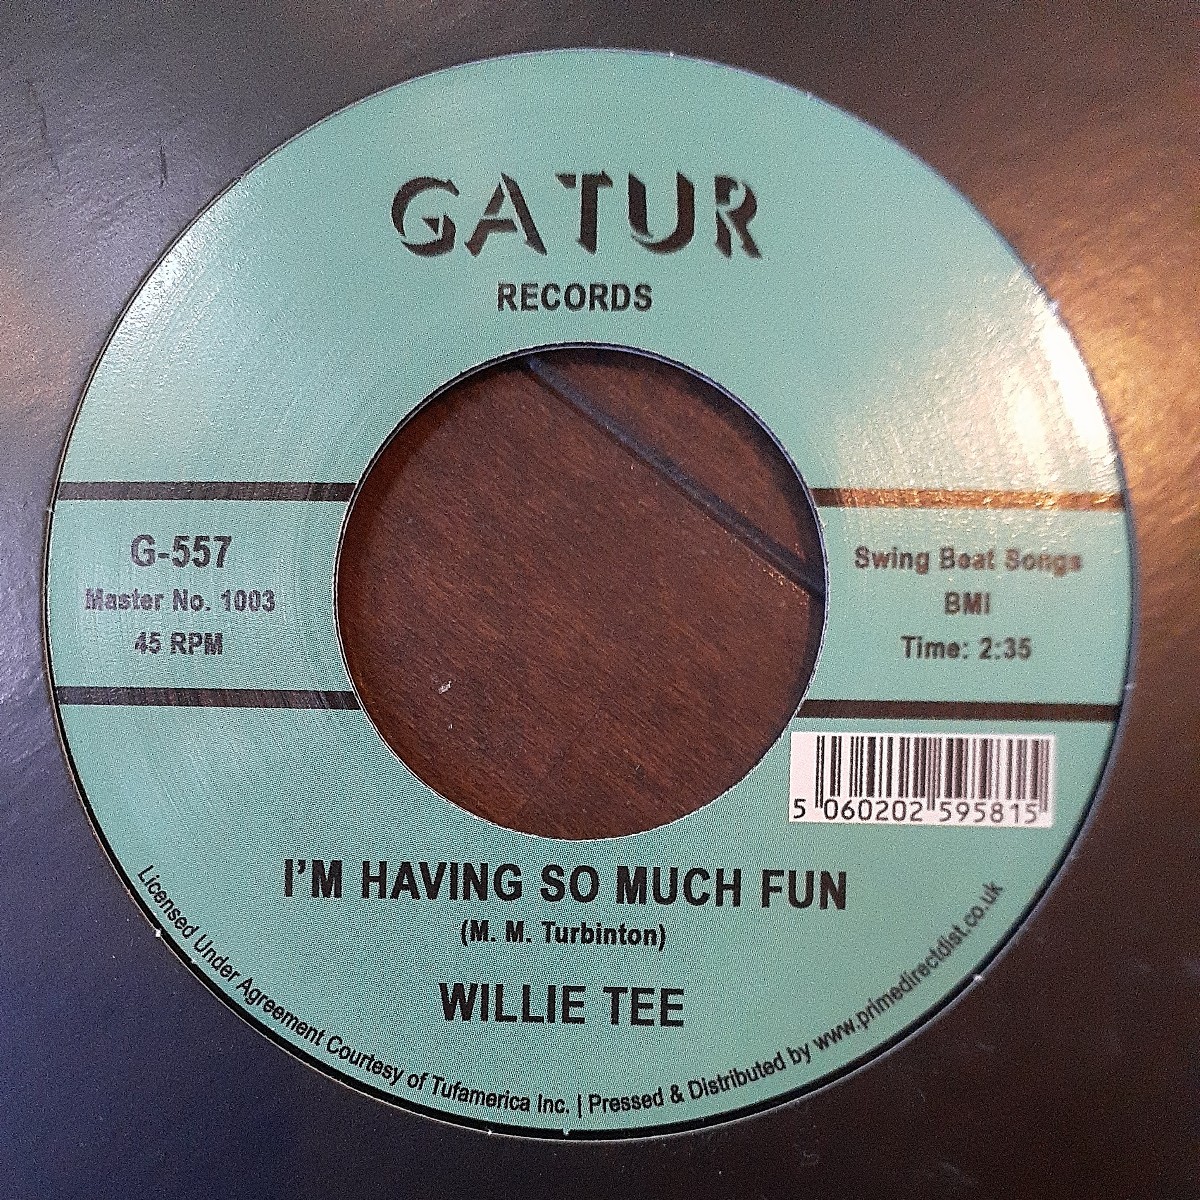 GATUR
RECORDS
G-557
Master No. 1003
45 RPM
Swing Beat Songs
BMI
Time: 2:35
5 060202 595815
I'M HAVING SO MUCH FUN
(M. M. Turbinton)
WILLIE TEE
Licensed Under Agreement Courtesy of Tufamerica Inc. | Pressed & Distributed by www.primedirectdist.co.uk